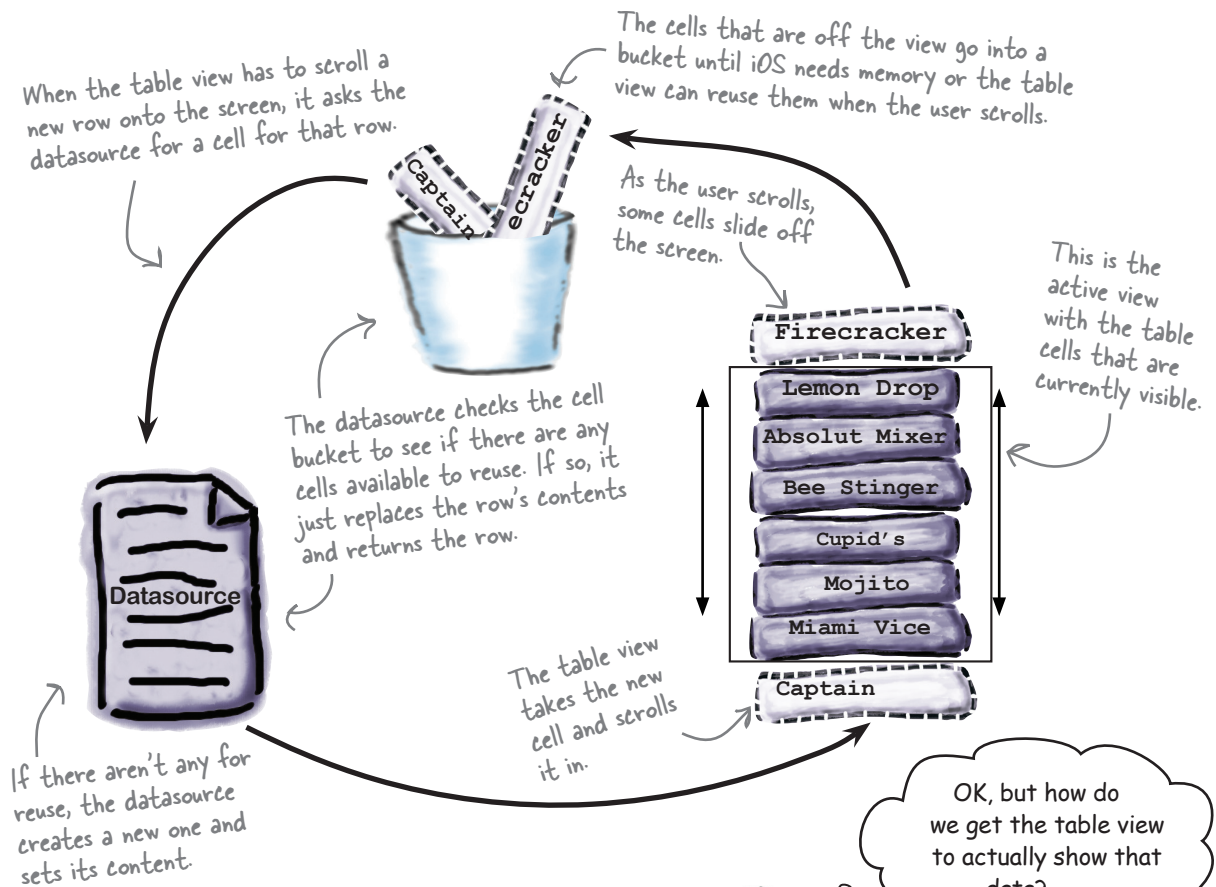 When the table view has to scroll a
new row onto the screen, it asks the
datasource for a cell for that row.
The cells that are off the view go into a
bucket until iOS needs memory or the table
view can reuse them when the user scrolls.
Captain
ecracker
As the user scrolls,
some cells slide off
the screen.
This is the
active view
with the table
cells that are
currently visible.
Firecracker
Lemon Drop
Absolut Mixer
Bee Stinger
Cupid's
Mojito
Miami Vice
Captain
The datasource checks the cell
bucket to see if there are any
cells available to reuse. If so, it
just replaces the row's contents
and returns the row.
Datasource
The table view
takes the new
cell and scrolls
it in.
If there aren't any for
reuse, the datasource
creates a new one and
sets its content.
OK, but how do
we get the table view
to actually show that